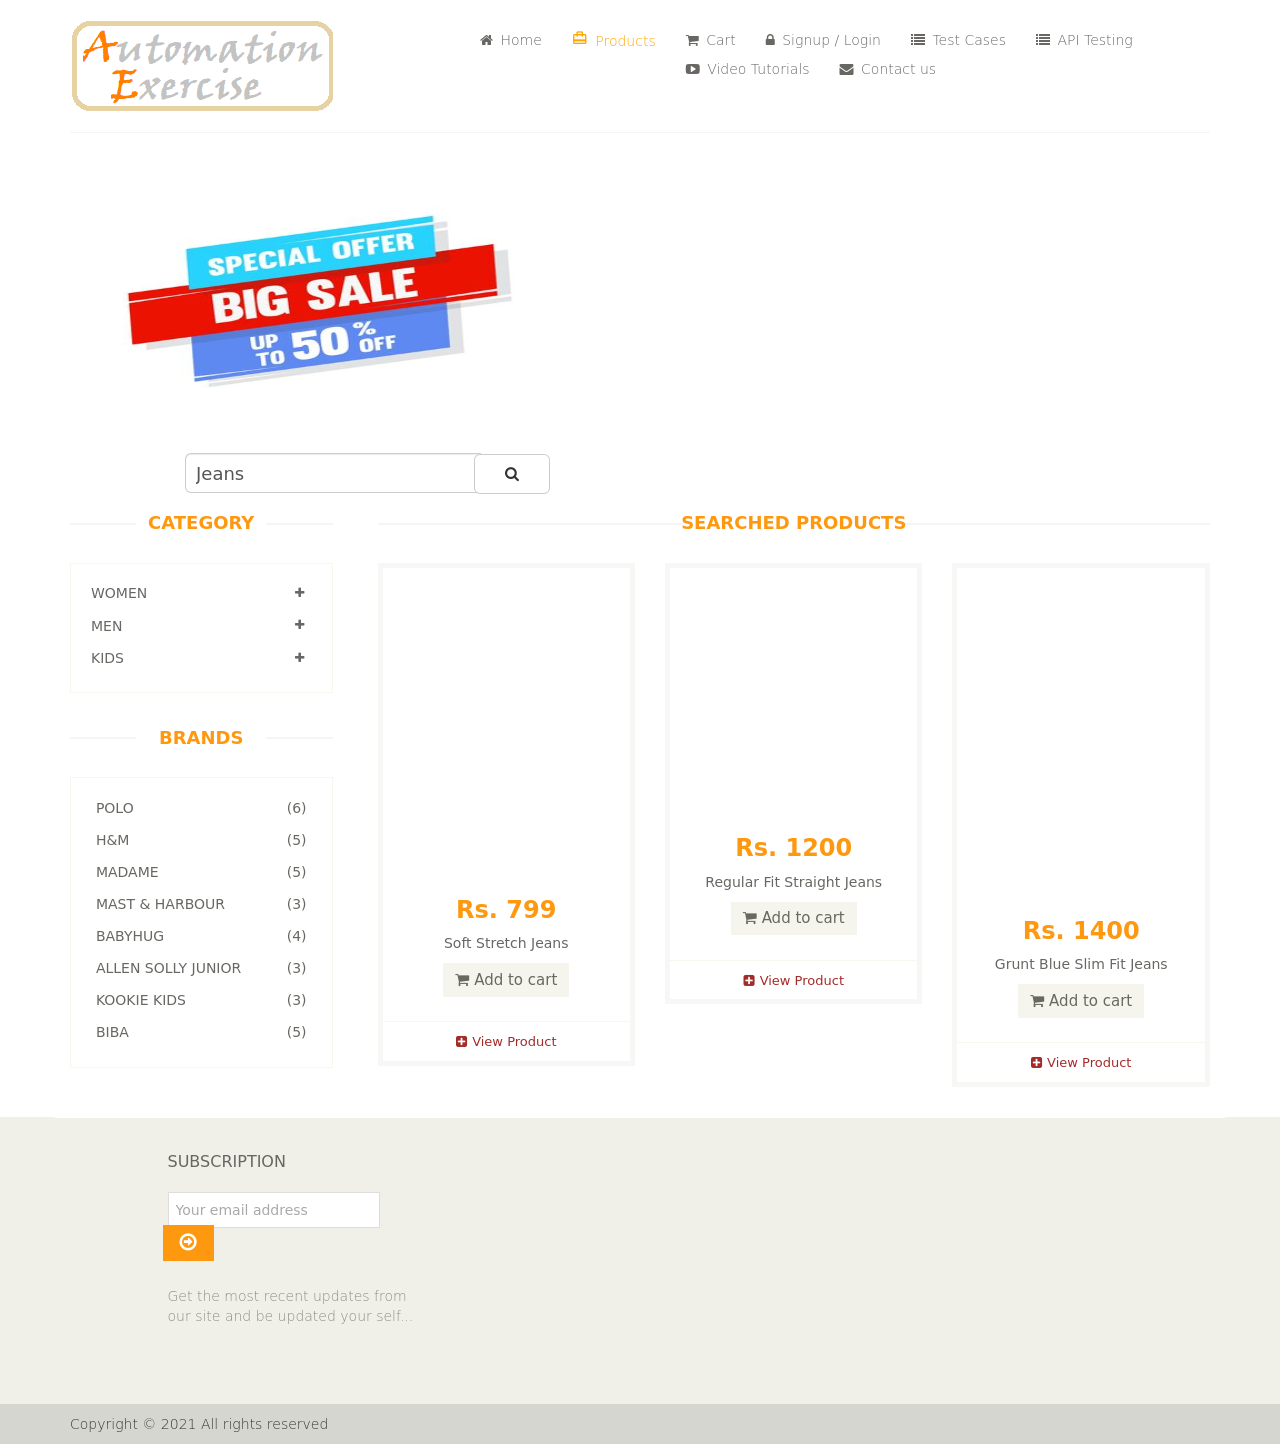 Automation
Exercise
Home
Products
Cart
Signup / Login
Test Cases
API Testing
Video Tutorials
Contact us
SPECIAL OFFER
BIG SALE
UP TO 50% OFF
Jeans
CATEGORY
WOMEN
MEN
KIDS
BRANDS
POLO (6)
H&M (5)
MADAME (5)
MAST & HARBOUR (3)
BABYHUG (4)
ALLEN SOLLY JUNIOR (3)
KOOKIE KIDS (3)
BIBA (5)
SEARCHED PRODUCTS
Rs. 799
Soft Stretch Jeans
Add to cart
View Product
Rs. 1200
Regular Fit Straight Jeans
Add to cart
View Product
Rs. 1400
Grunt Blue Slim Fit Jeans
Add to cart
View Product
SUBSCRIPTION
Your email address
Get the most recent updates from
our site and be updated your self...
Copyright © 2021 All rights reserved